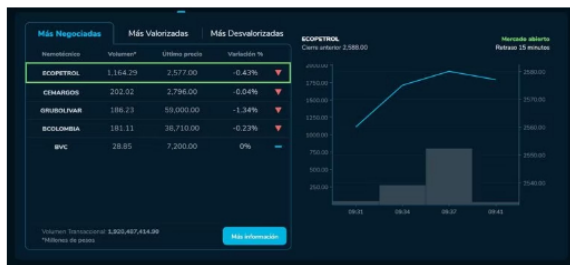 Más Negociadas Más Valorizadas Más Desvalorizadas
Nemotécnico Volumen* Último precio Variación %
ECOPETROL 1,164.29 2,577.00 -0.43%
CEMARGOS 202.02 2,796.00 -0.04%
GRUBOLIVAR 186.23 59,000.00 -1.34%
BCOLOMBIA 181.11 38,710.00 -0.23%
BVC 28.85 7,200.00 0%
Volumen Transaccional 1,920,407,414.99
*Millones de pesos
Más información
ECOPETROL Mercado abierto
Cierre anterior 2,588.00 Retraso 15 minutos
2000.00 2580.00
1750.00
1500.00 2570.00
1250.00
1000.00 2560.00
750.00
500.00 2550.00
250.00 2540.00
09:31 09:34 09:37 09:41